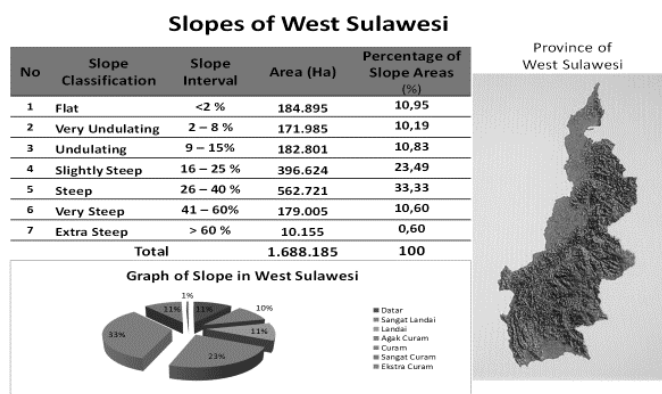 Slopes of West Sulawesi
No Slope Classification Slope Interval Area (Ha) Percentage of Slope Areas (%)
1 Flat <2 % 184.895 10,95
2 Very Undulating 2 – 8 % 171.985 10,19
3 Undulating 9 – 15% 182.801 10,83
4 Slightly Steep 16 – 25 % 396.624 23,49
5 Steep 26 – 40 % 562.721 33,33
6 Very Steep 41 – 60% 179.005 10,60
7 Extra Steep > 60 % 10.155 0,60
Total 1.688.185 100
Province of
West Sulawesi
Graph of Slope in West Sulawesi
1%
11%
11%
10%
11%
23%
33%
Datar
Sangat Landai
Landai
Agak Curam
Curam
Sangat Curam
Ekstra Curam